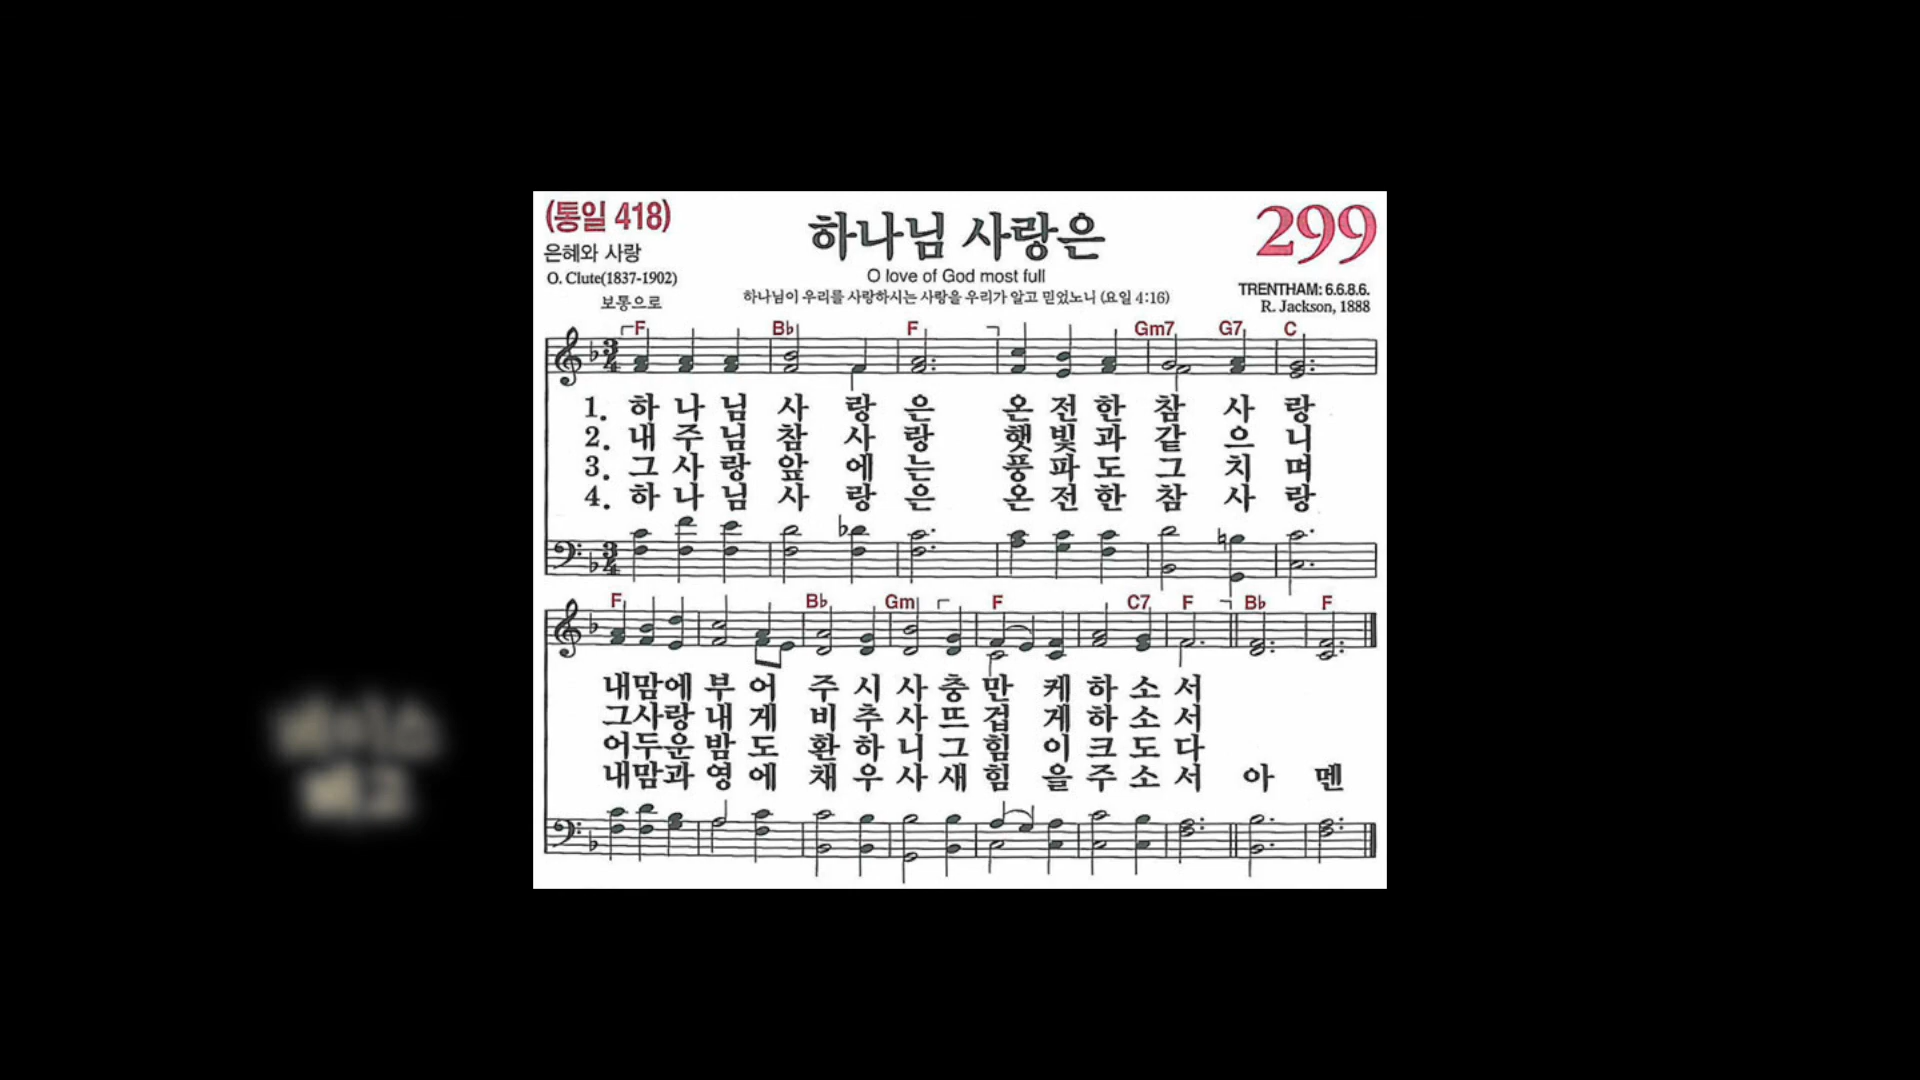 (통일 418)
하나님 사랑은
299
은혜와 사랑
O love of God most full
O. Clute(1837-1902)
하나님이 우리를 사랑하시는 사랑을 우리가 알고 믿었노니 (요일 4:16)
TRENTHAM: 6.6.8.6.
보통으로
R. Jackson, 1888
F B♭ F Gm7 G7 C
3 4
1. 하 나 님 사 랑 은 온 전 한 참 사 랑
2. 내 주 님 참 사 랑 햇 빛 과 같 으 니
3. 그 사 랑 앞 에 는 풍 파 도 그 치 며
4. 하 나 님 사 랑 은 온 전 한 참 사 랑
3 4
F B♭ Gm F C7 F B♭ F
내맘에 부 어 주 시 사 충 만 케 하 소 서
그사랑 내 게 비 추 사 뜨 겁 게 하 소 서
어두운 밤 도 환 하 니 그 힘 이 크 도 다
내맘과 영 에 채 우 사 새 힘 을 주 소 서 아 멘